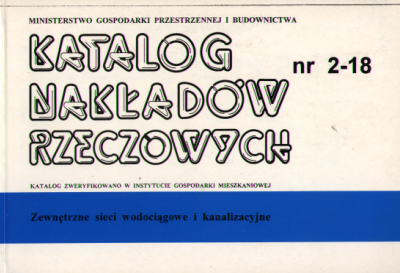 MINISTERSTWO GOSPODARKI PRZESTRZENNEJ I BUDOWNICTWA
KATALOG nr 2-18
NAKŁADÓW
RZECZOWYCH
KATALOG ZWERYFIKOWANO W INSTYTUCIE GOSPODARKI MIESZKANIOWEJ
Zewnętrzne sieci wodociągowe i kanalizacyjne